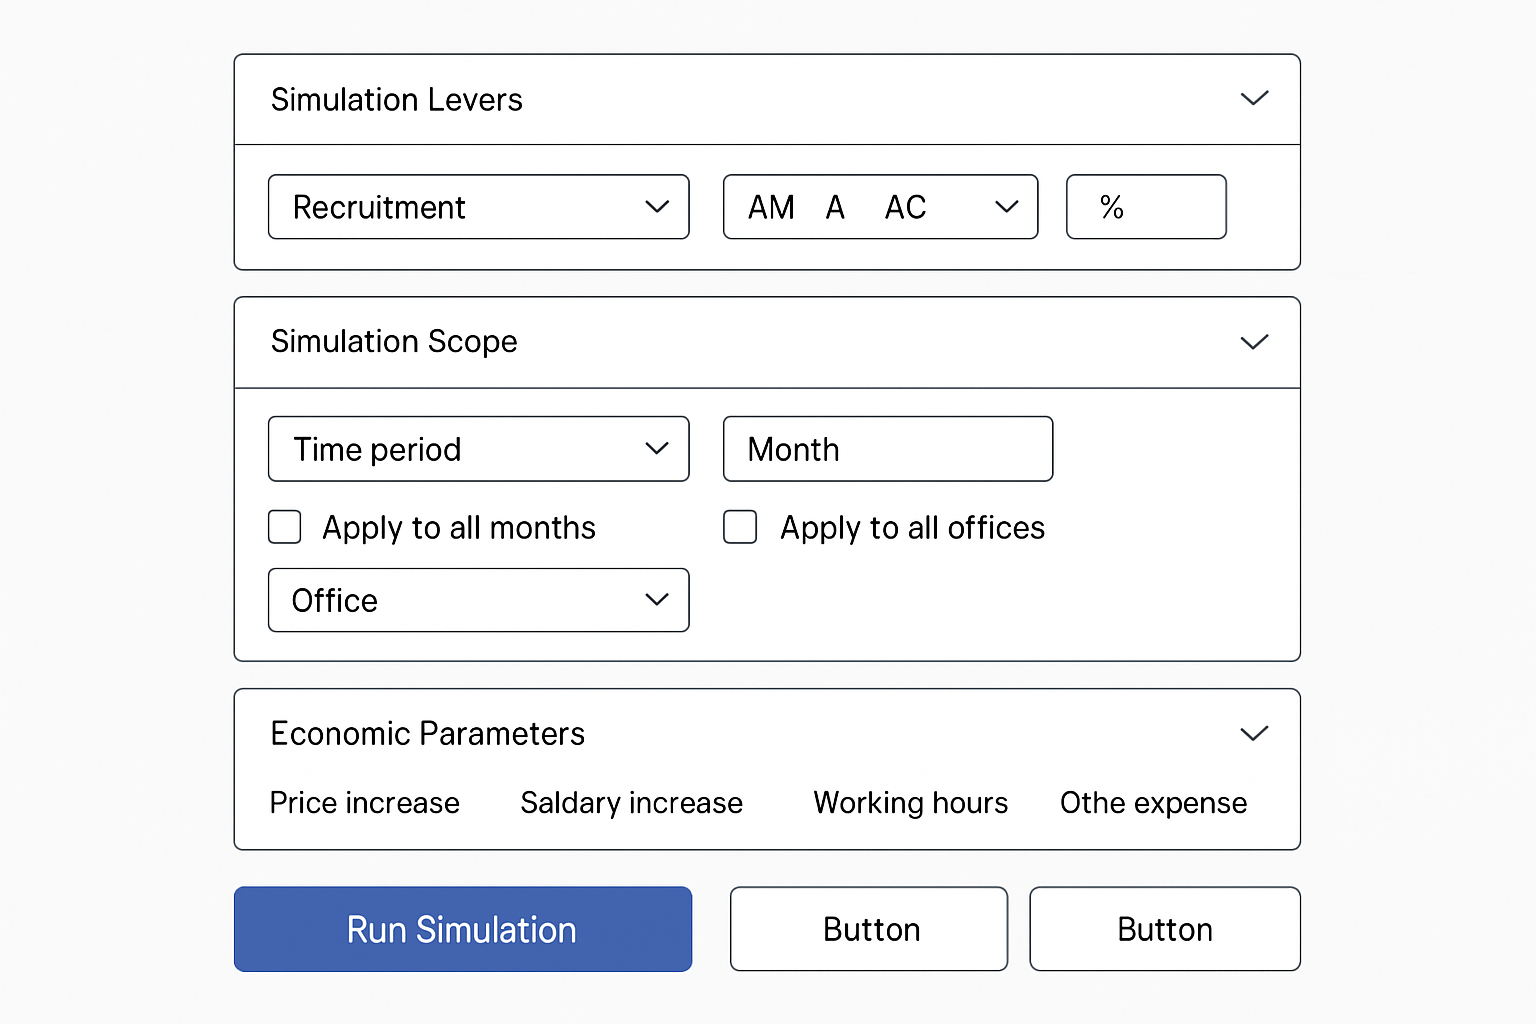 Simulation Levers
Recruitment AM A AC %
Simulation Scope
Time period Month
Apply to all months Apply to all offices
Office
Economic Parameters
Price increase Saldary increase Working hours Othe expense
Run Simulation Button Button